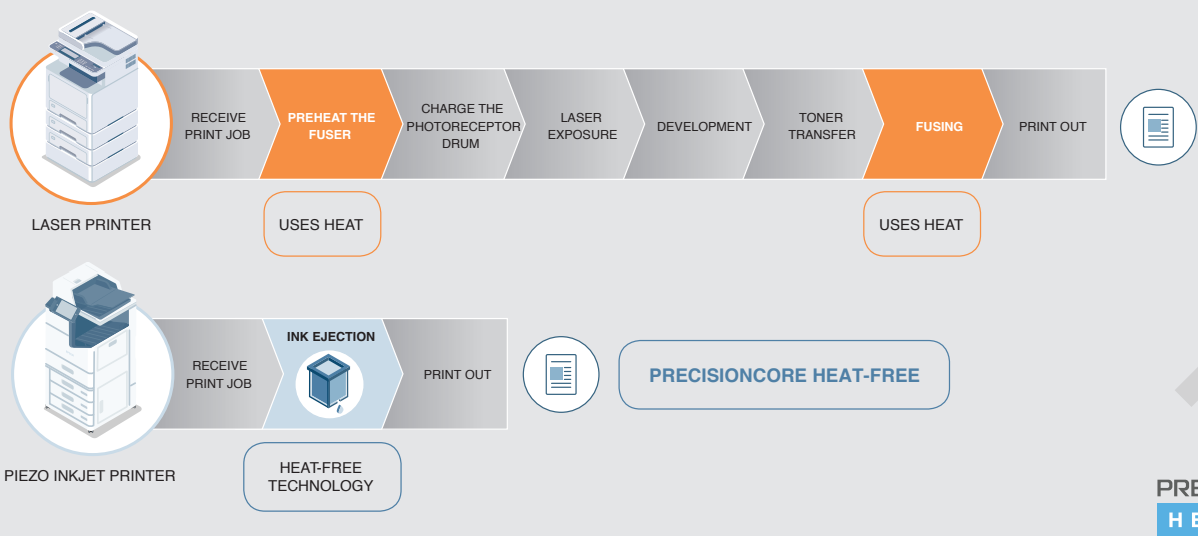 RECEIVE
PRINT JOB
PREHEAT THE
FUSER
CHARGE THE
PHOTORECEPTOR
DRUM
LASER
EXPOSURE
DEVELOPMENT
TONER
TRANSFER
FUSING
PRINT OUT
LASER PRINTER
USES HEAT
USES HEAT
RECEIVE
PRINT JOB
INK EJECTION
PRINT OUT
PRECISIONCORE HEAT-FREE
PIEZO INKJET PRINTER
HEAT-FREE
TECHNOLOGY